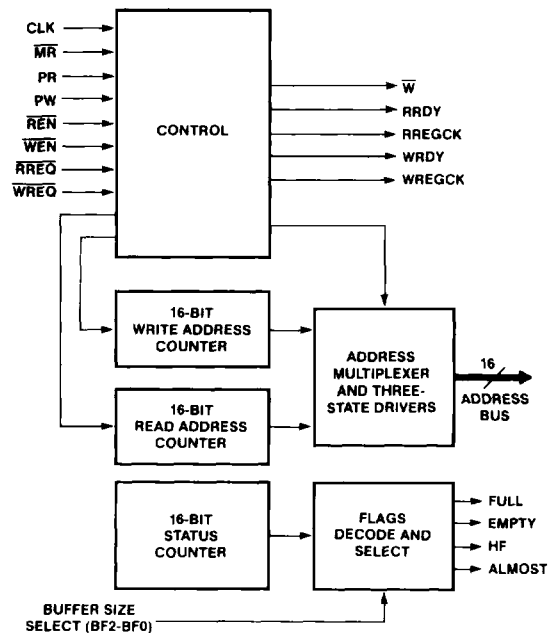 CLK
MR
PR
PW
REN
WEN
RREQ
WREQ
CONTROL
W
RRDY
RREGCK
WRDY
WREGCK
16-BIT
WRITE ADDRESS
COUNTER
16-BIT
READ ADDRESS
COUNTER
ADDRESS
MULTIPLEXER
AND THREE-
STATE DRIVERS
16
ADDRESS
BUS
16-BIT
STATUS
COUNTER
FLAGS
DECODE AND
SELECT
FULL
EMPTY
HF
ALMOST
BUFFER SIZE
SELECT (BF2-BF0)